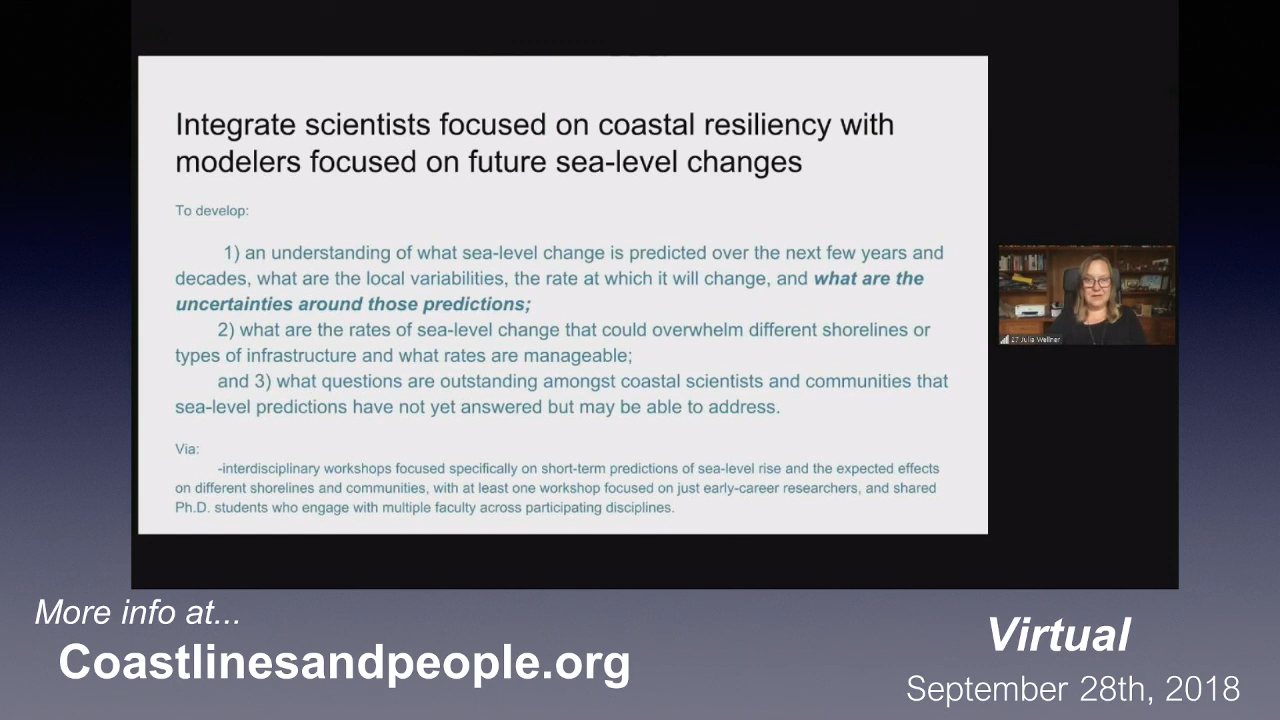 Integrate scientists focused on coastal resiliency with
modelers focused on future sea-level changes
To develop:
1) an understanding of what sea-level change is predicted over the next few years and
decades, what are the local variabilities, the rate at which it will change, and what are the
uncertainties around those predictions;
2) what are the rates of sea-level change that could overwhelm different shorelines or
types of infrastructure and what rates are manageable;
and 3) what questions are outstanding amongst coastal scientists and communities that
sea-level predictions have not yet answered but may be able to address.
Via:
-interdisciplinary workshops focused specifically on short-term predictions of sea-level rise and the expected effects
on different shorelines and communities, with at least one workshop focused on just early-career researchers, and shared
Ph.D. students who engage with multiple faculty across participating disciplines.
27 Julia Wellner
More info at...
Coastlinesandpeople.org
Virtual
September 28th, 2018